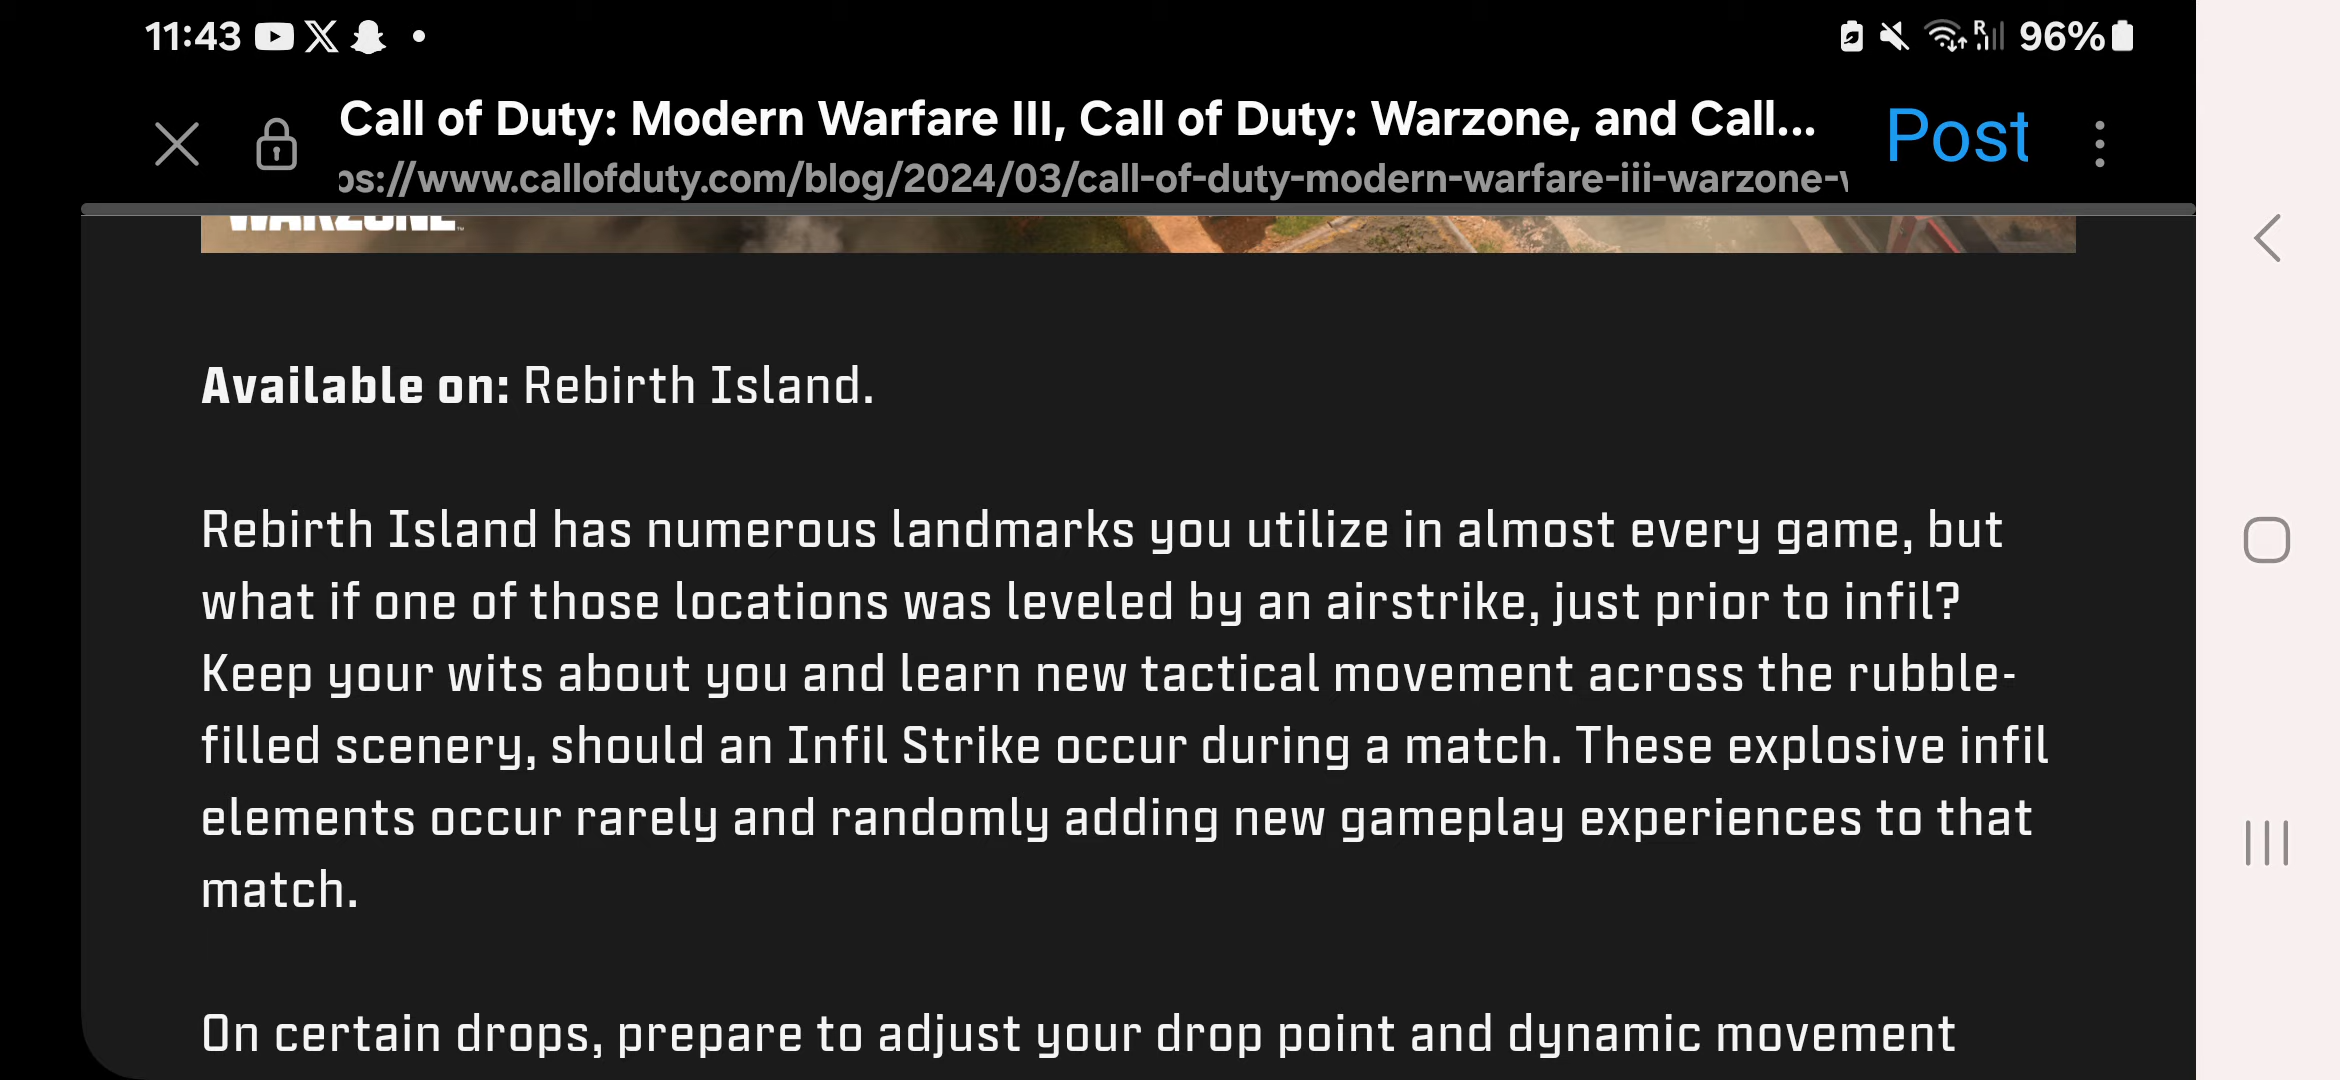 11:43
R
96%
Call of Duty: Modern Warfare III, Call of Duty: Warzone, and Call...
Post
ps://www.callofduty.com/blog/2024/03/call-of-duty-modern-warfare-iii-warzone-
WARZONE™
Available on: Rebirth Island.
Rebirth Island has numerous landmarks you utilize in almost every game, but
what if one of those locations was leveled by an airstrike, just prior to infil?
Keep your wits about you and learn new tactical movement across the rubble-
filled scenery, should an Infil Strike occur during a match. These explosive infil
elements occur rarely and randomly adding new gameplay experiences to that
match.
On certain drops, prepare to adjust your drop point and dynamic movement